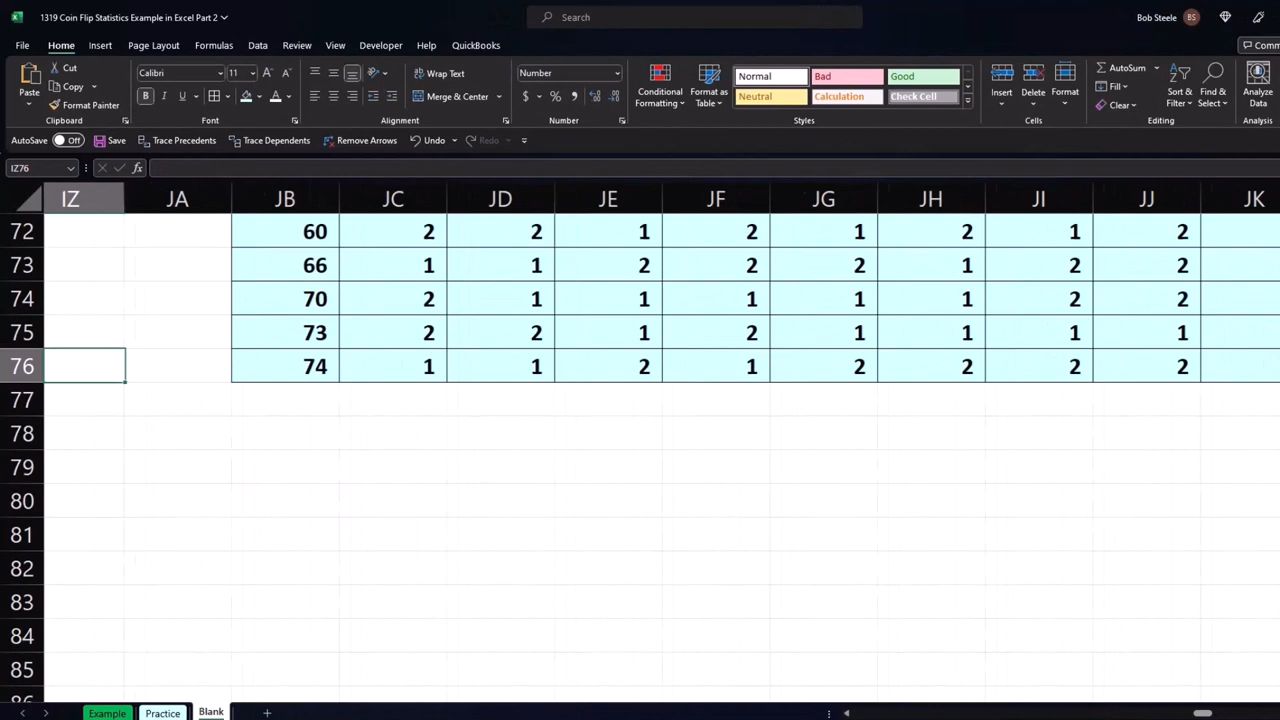 1319 Coin Flip Statistics Example in Excel Part 2
Search
Bob Steele
BS
File
Home
Insert
Page Layout
Formulas
Data
Review
View
Developer
Help
QuickBooks
Paste
Cut
Copy
Format Painter
Clipboard
Calibri
11
B I U
Font
Wrap Text
Merge & Center
Alignment
Number
$ % 
Number
Conditional
Formatting
Format as
Table
Normal
Bad
Good
Neutral
Calculation
Check Cell
Styles
Insert
Delete
Format
Cells
AutoSum
Fill
Clear
Sort &
Filter
Find &
Select
Editing
Analyze
Data
Analysis
AutoSave
Off
Save
Trace Precedents
Trace Dependents
Remove Arrows
Undo
Redo
IZ76
fx
IZ JA JB JC JD JE JF JG JH JI JJ JK
72 60 2 2 1 2 1 2 1 2
73 66 1 1 2 2 2 1 2 2
74 70 2 1 1 1 1 1 2 2
75 73 2 2 1 2 1 1 1 1
76 74 1 1 2 1 2 2 2 2
77
78
79
80
81
82
83
84
85
Example
Practice
Blank